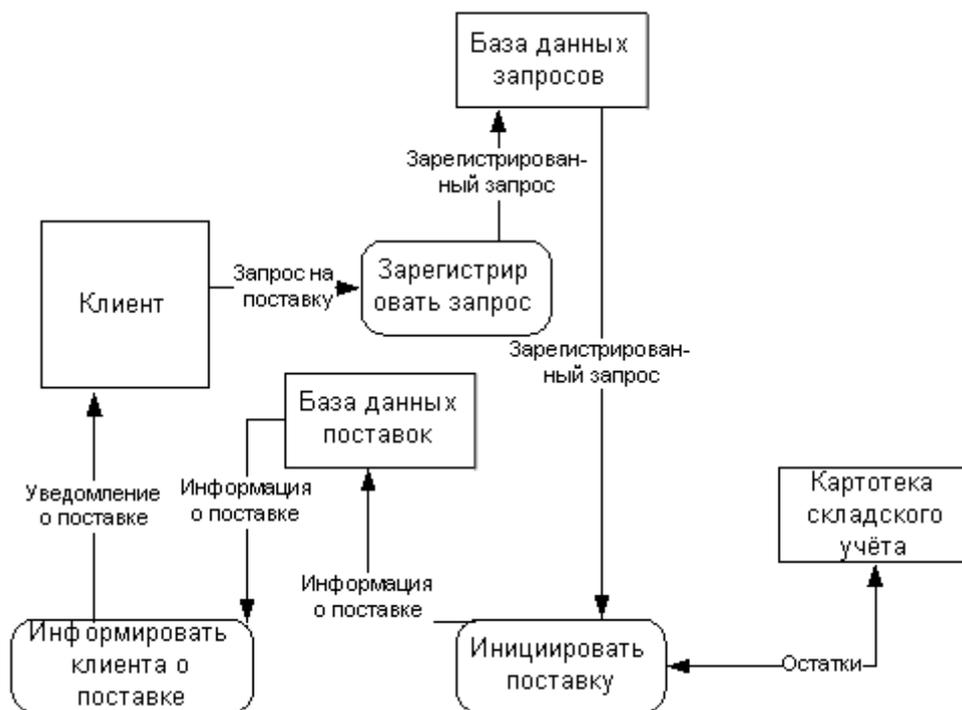 База данных
запросов
Зарегистрирован-
ный запрос
Клиент
Запрос на
поставку
Зарегистрир
овать запрос
Зарегистрирован-
ный запрос
База данных
поставок
Уведомление
о поставке
Информация
о поставке
Информация
о поставке
Картотека
складского
учёта
Информировать
клиента о
поставке
Инициировать
поставку
Остатки